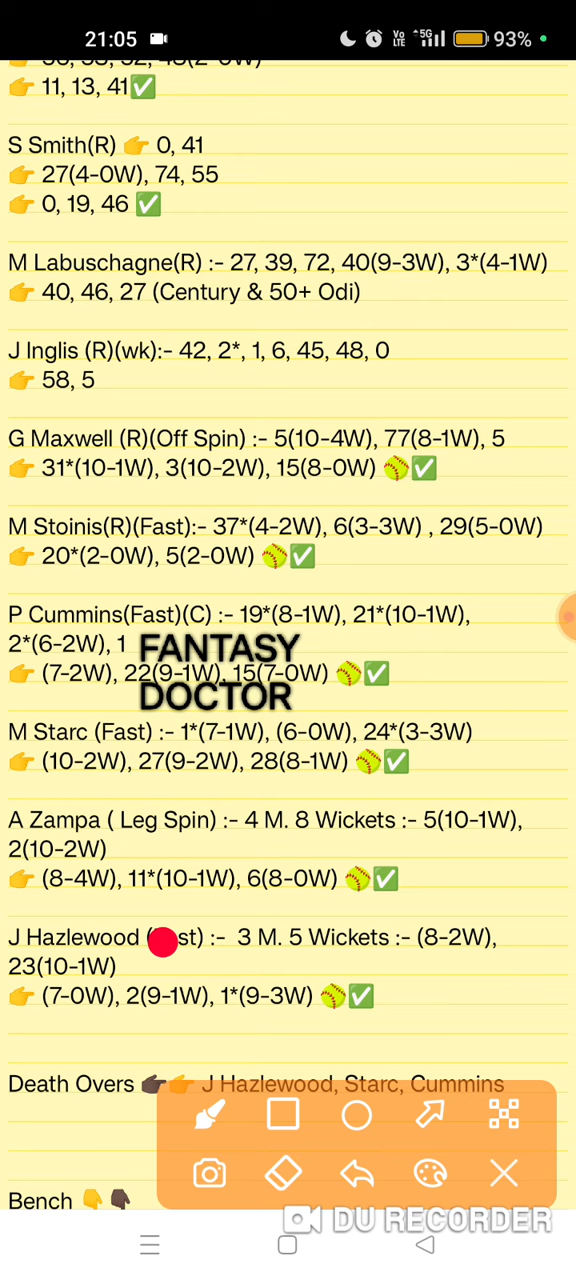 21:05 Vo LTE 5G 93%
11, 13, 41✅
S Smith(R) 👉 0, 41
👉 27(4-0W), 74, 55
👉 0, 19, 46 ✅
M Labuschagne(R) :- 27, 39, 72, 40(9-3W), 3*(4-1W)
👉 40, 46, 27 (Century & 50+ Odi)
J Inglis (R)(wk):- 42, 2*, 1, 6, 45, 48, 0
👉 58, 5
G Maxwell (R)(Off Spin) :- 5(10-4W), 77(8-1W), 5
👉 31*(10-1W), 3(10-2W), 15(8-0W) 🥎✅
M Stoinis(R)(Fast):- 37*(4-2W), 6(3-3W) , 29(5-0W)
👉 20*(2-0W), 5(2-0W) 🥎✅
P Cummins(Fast)(C) :- 19*(8-1W), 21*(10-1W),
2*(6-2W), 1
FANTASY
👉 (7-2W), 22(9-1W), 15(7-0W) 🥎✅
DOCTOR
M Starc (Fast) :- 1*(7-1W), (6-0W), 24*(3-3W)
👉 (10-2W), 27(9-2W), 28(8-1W) 🥎✅
A Zampa ( Leg Spin) :- 4 M. 8 Wickets :- 5(10-1W),
2(10-2W)
👉 (8-4W), 11*(10-1W), 6(8-0W) 🥎✅
J Hazlewood (Fast) :- 3 M. 5 Wickets :- (8-2W),
23(10-1W)
👉 (7-0W), 2(9-1W), 1*(9-3W) 🥎✅
Death Overs 👉🏿👉 J Hazlewood, Starc, Cummins
Bench 👇👇🏿
DU RECORDER